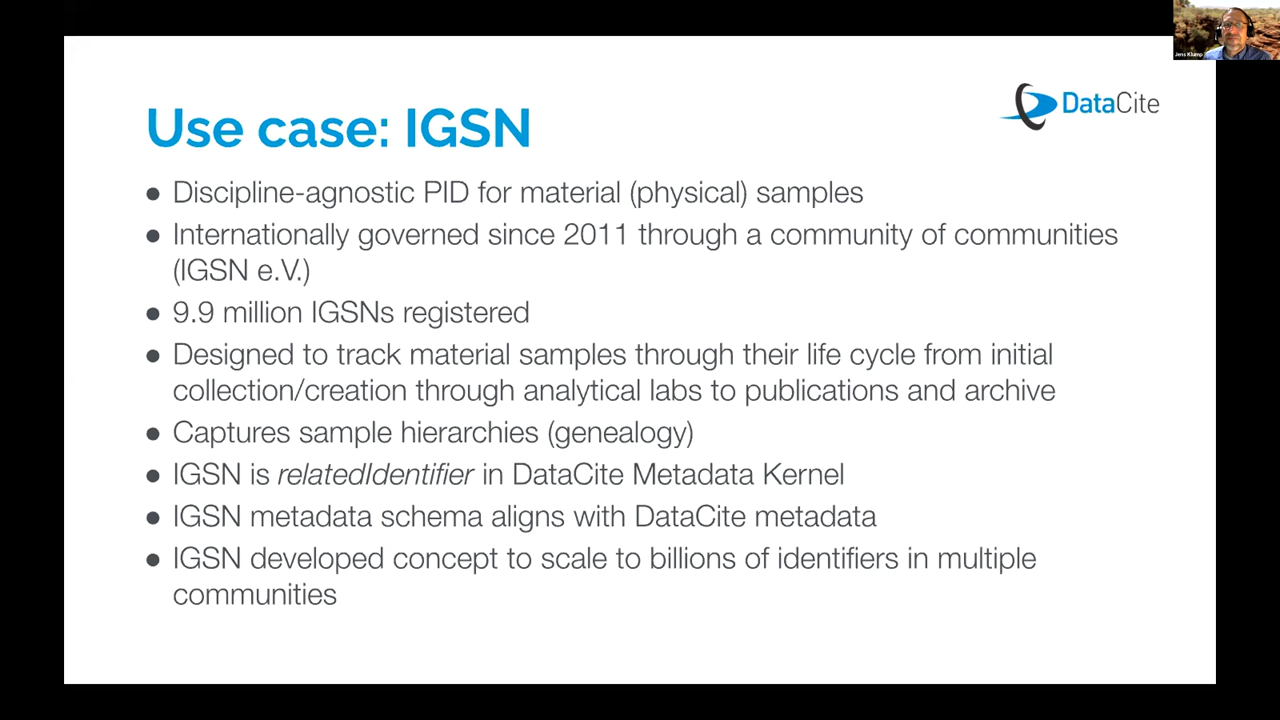 Jens Klump
DataCite
Use case: IGSN
● Discipline-agnostic PID for material (physical) samples
● Internationally governed since 2011 through a community of communities
(IGSN e.V.)
● 9.9 million IGSNs registered
● Designed to track material samples through their life cycle from initial
collection/creation through analytical labs to publications and archive
● Captures sample hierarchies (genealogy)
● IGSN is relatedIdentifier in DataCite Metadata Kernel
● IGSN metadata schema aligns with DataCite metadata
● IGSN developed concept to scale to billions of identifiers in multiple
communities